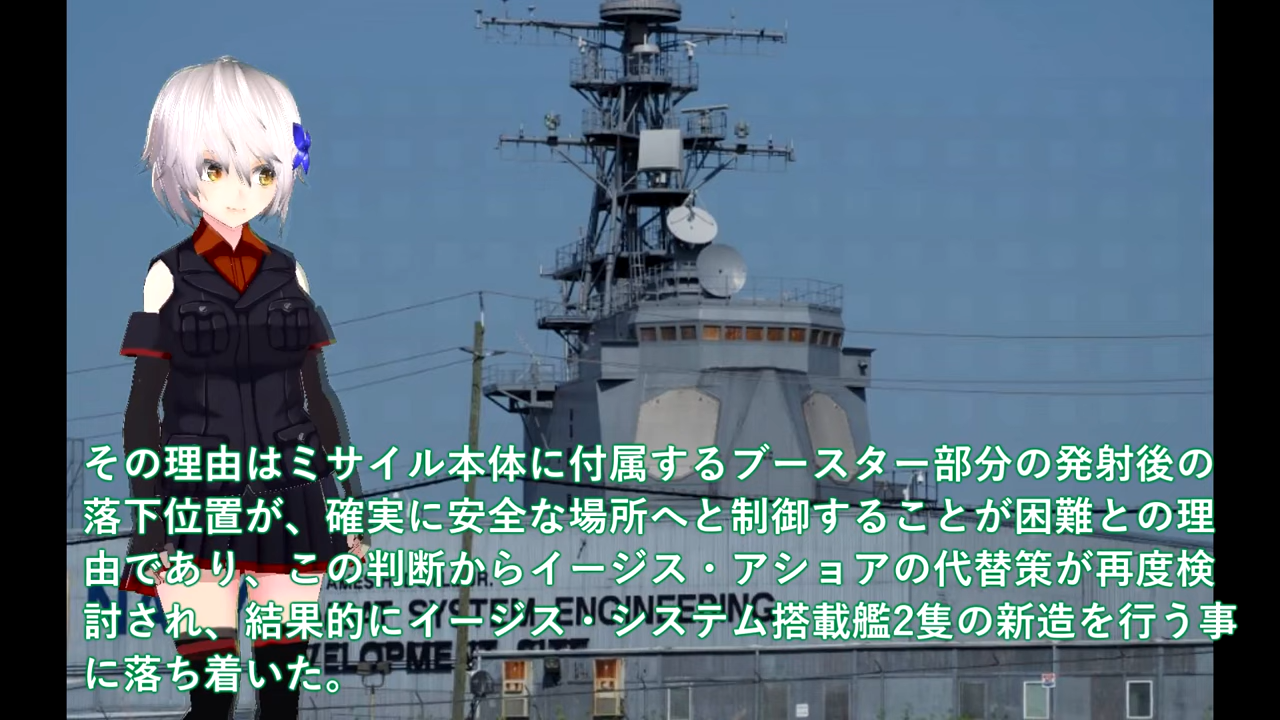 その理由はミサイル本体に付属するブースター部分の発射後の
落下位置が、確実に安全な場所へと制御することが困難との理
由であり、この判断からイージス・アショアの代替策が再度検
討され、結果的にイージス・システム搭載艦2隻の新造を行う事
に落ち着いた。
SYSTEM ENGINEERING